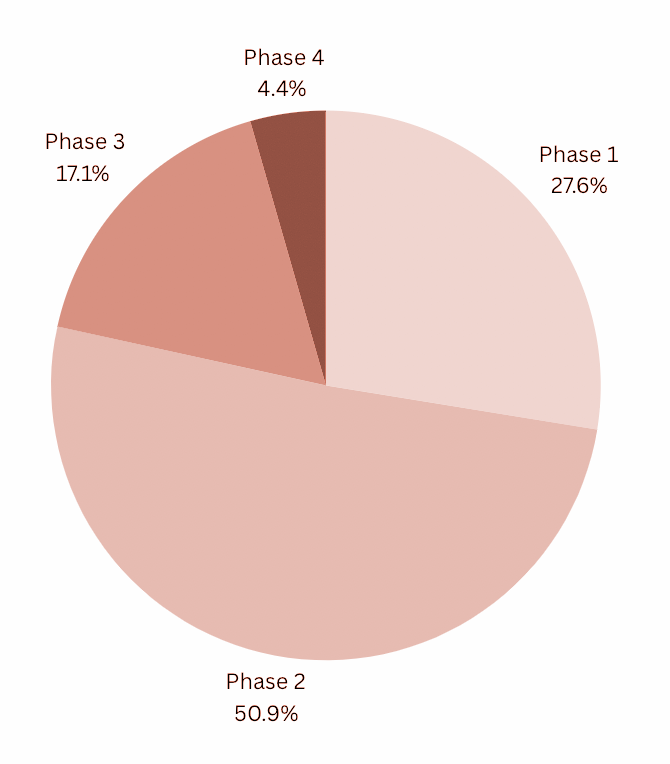 Phase 4
4.4%
Phase 3
17.1%
Phase 1
27.6%
Phase 2
50.9%